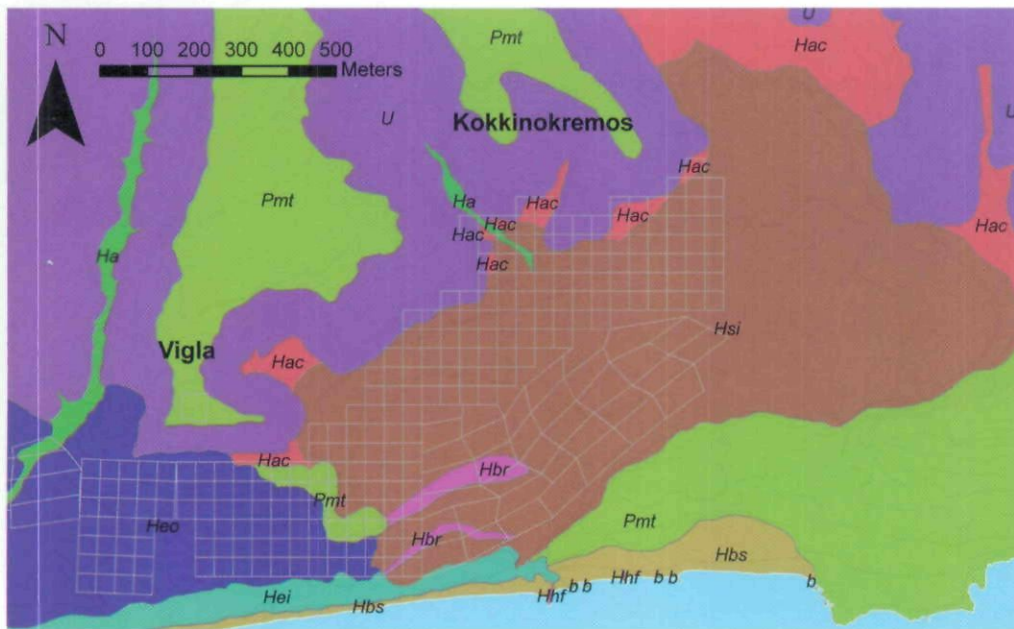 N
0 100 200 300 400 500
Meters
Pmt
Hac
U
U
U
U
Kokkinokremos
Hac
Ha
Hac
Hac
Pmt
Hac
Hac
Hac
Hac
Ha
Hsi
Vigla
Hac
Hac
Hbr
Pmt
Heo
Pmt
Hbr
Hbs
Hei
Hbs
Hhf
b b
Hhf
b b
b